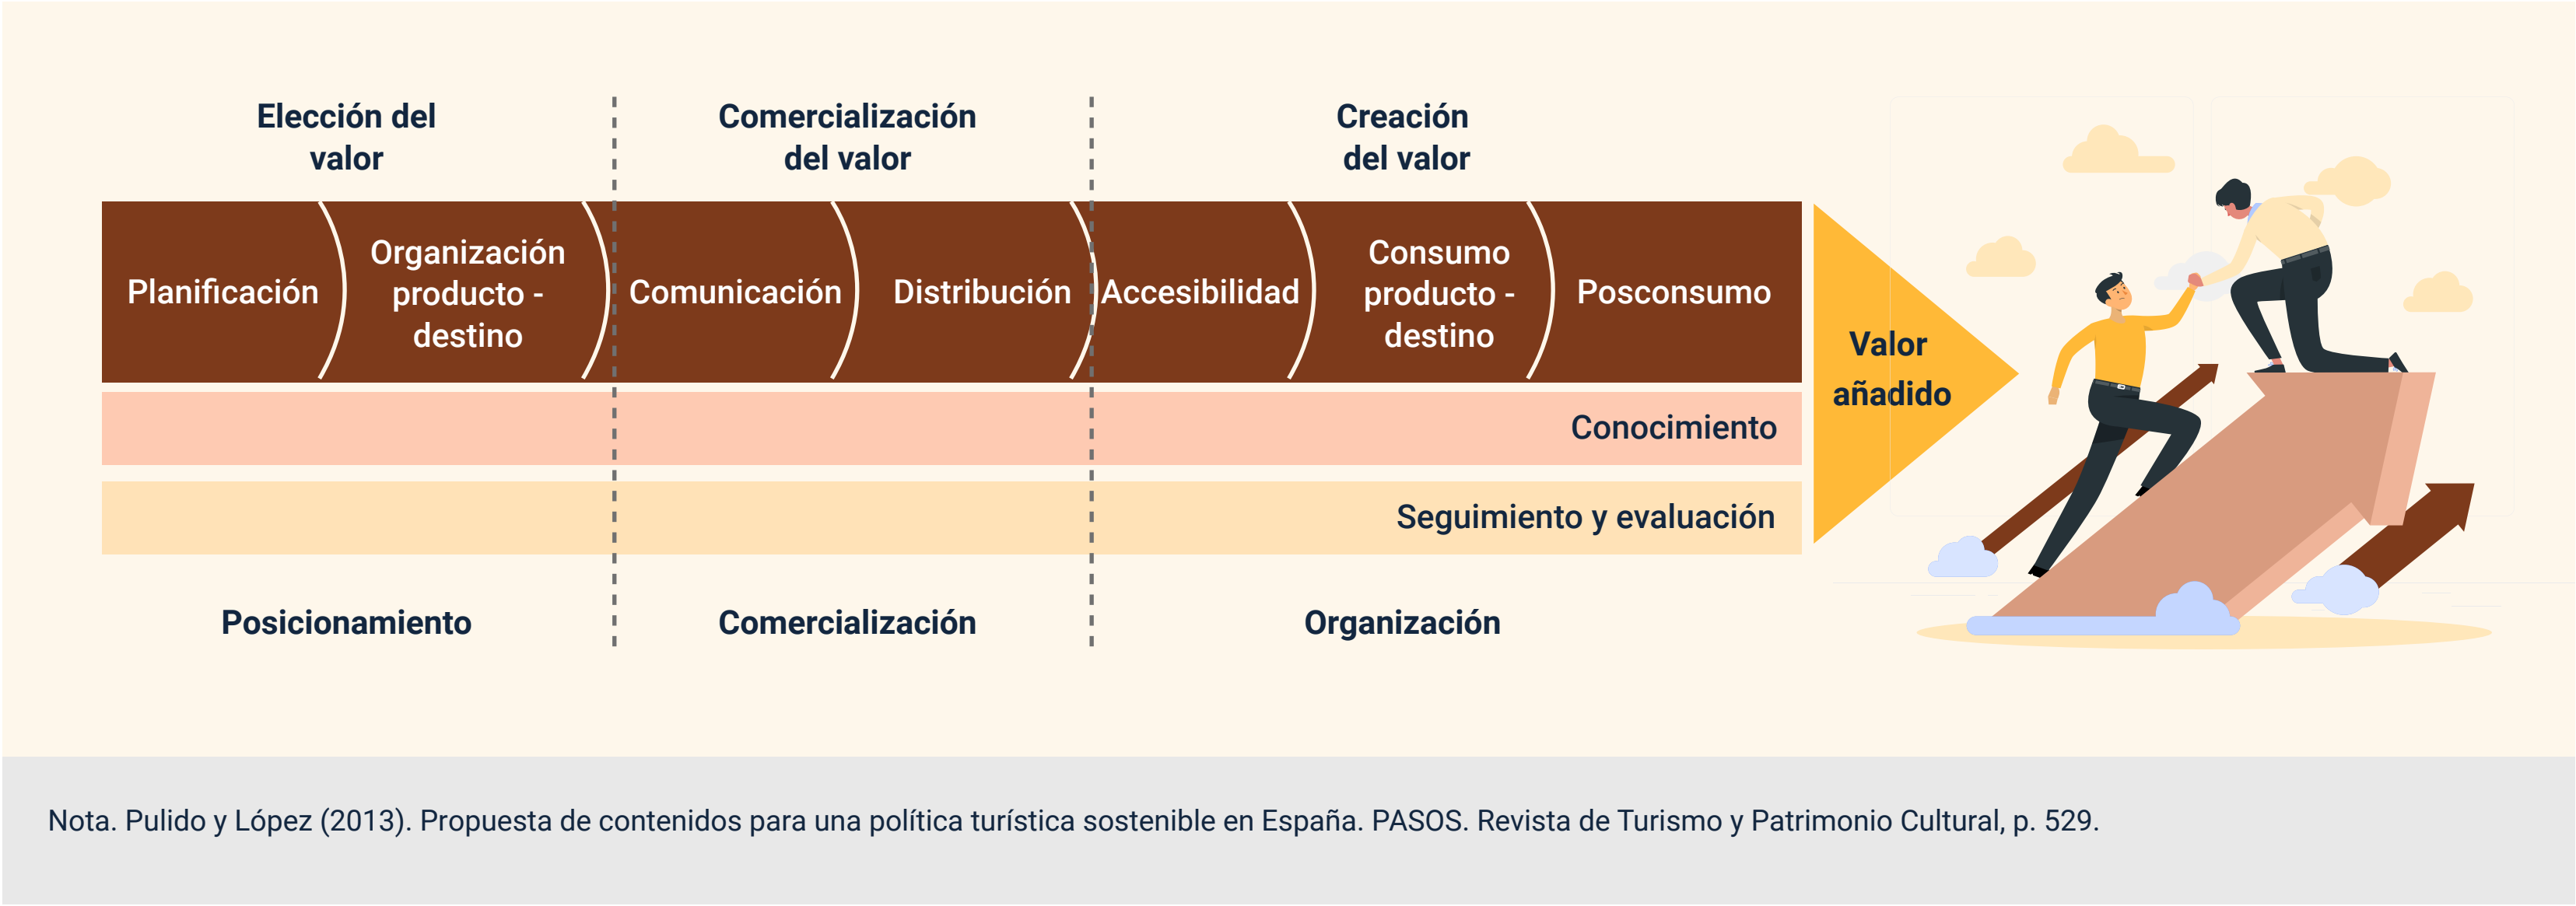 Elección del
valor
Comercialización
del valor
Creación
del valor
Planificación
Organización
producto -
destino
Comunicación
Distribución
Accesibilidad
Consumo
producto -
destino
Posconsumo
Valor
añadido
Conocimiento
Seguimiento y evaluación
Posicionamiento
Comercialización
Organización
Nota. Pulido y López (2013). Propuesta de contenidos para una política turística sostenible en España. PASOS. Revista de Turismo y Patrimonio Cultural, p. 529.